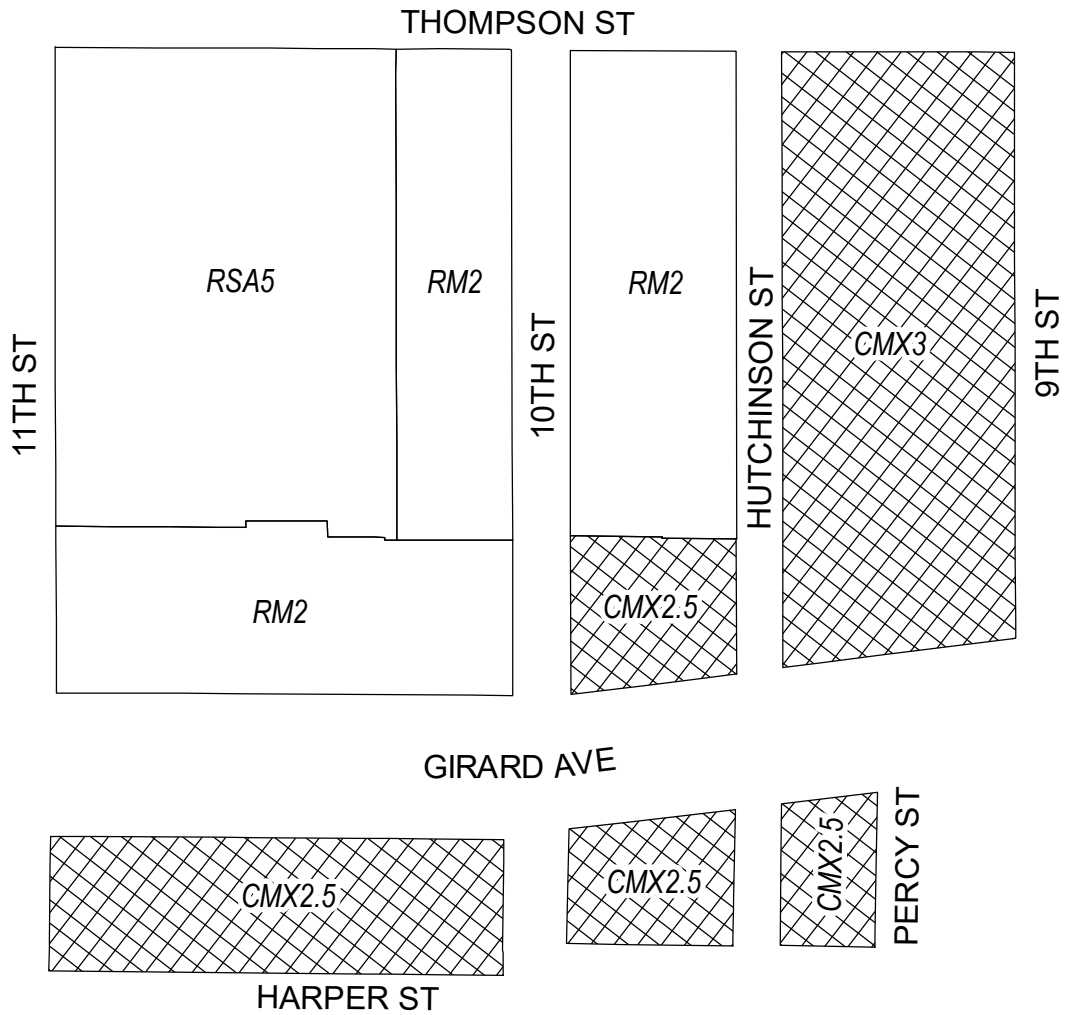 THOMPSON ST
RSA5
RM2
RM2
CMX3
11TH ST
10TH ST
HUTCHINSON ST
9TH ST
RM2
CMX2.5
GIRARD AVE
CMX2.5
CMX2.5
CMX2.5
PERCY ST
HARPER ST